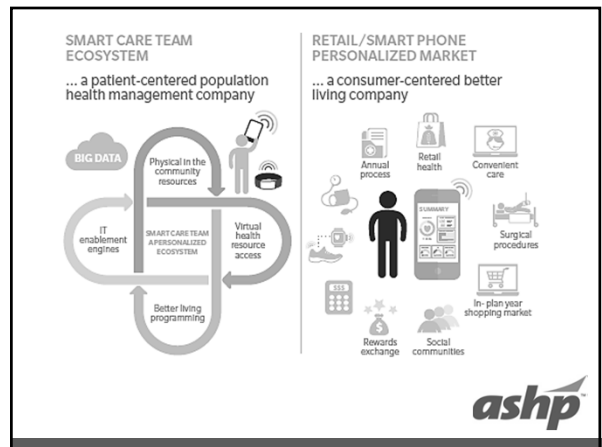 SMART CARE TEAM
ECOSYSTEM
... a patient-centered population
health management company
BIG DATA
Physical in the
community
resources
IT
enablement
engines
SMART CARE TEAM
A PERSONALIZED
ECOSYSTEM
Virtual
health
resource
access
Better living
programming
RETAIL/SMART PHONE
PERSONALIZED MARKET
... a consumer-centered better
living company
Annual
process
Retail
health
Convenient
care
SUMMARY
Surgical
procedures
$$$
In- plan year
shopping market
$
Rewards
exchange
Social
communities
ashp™